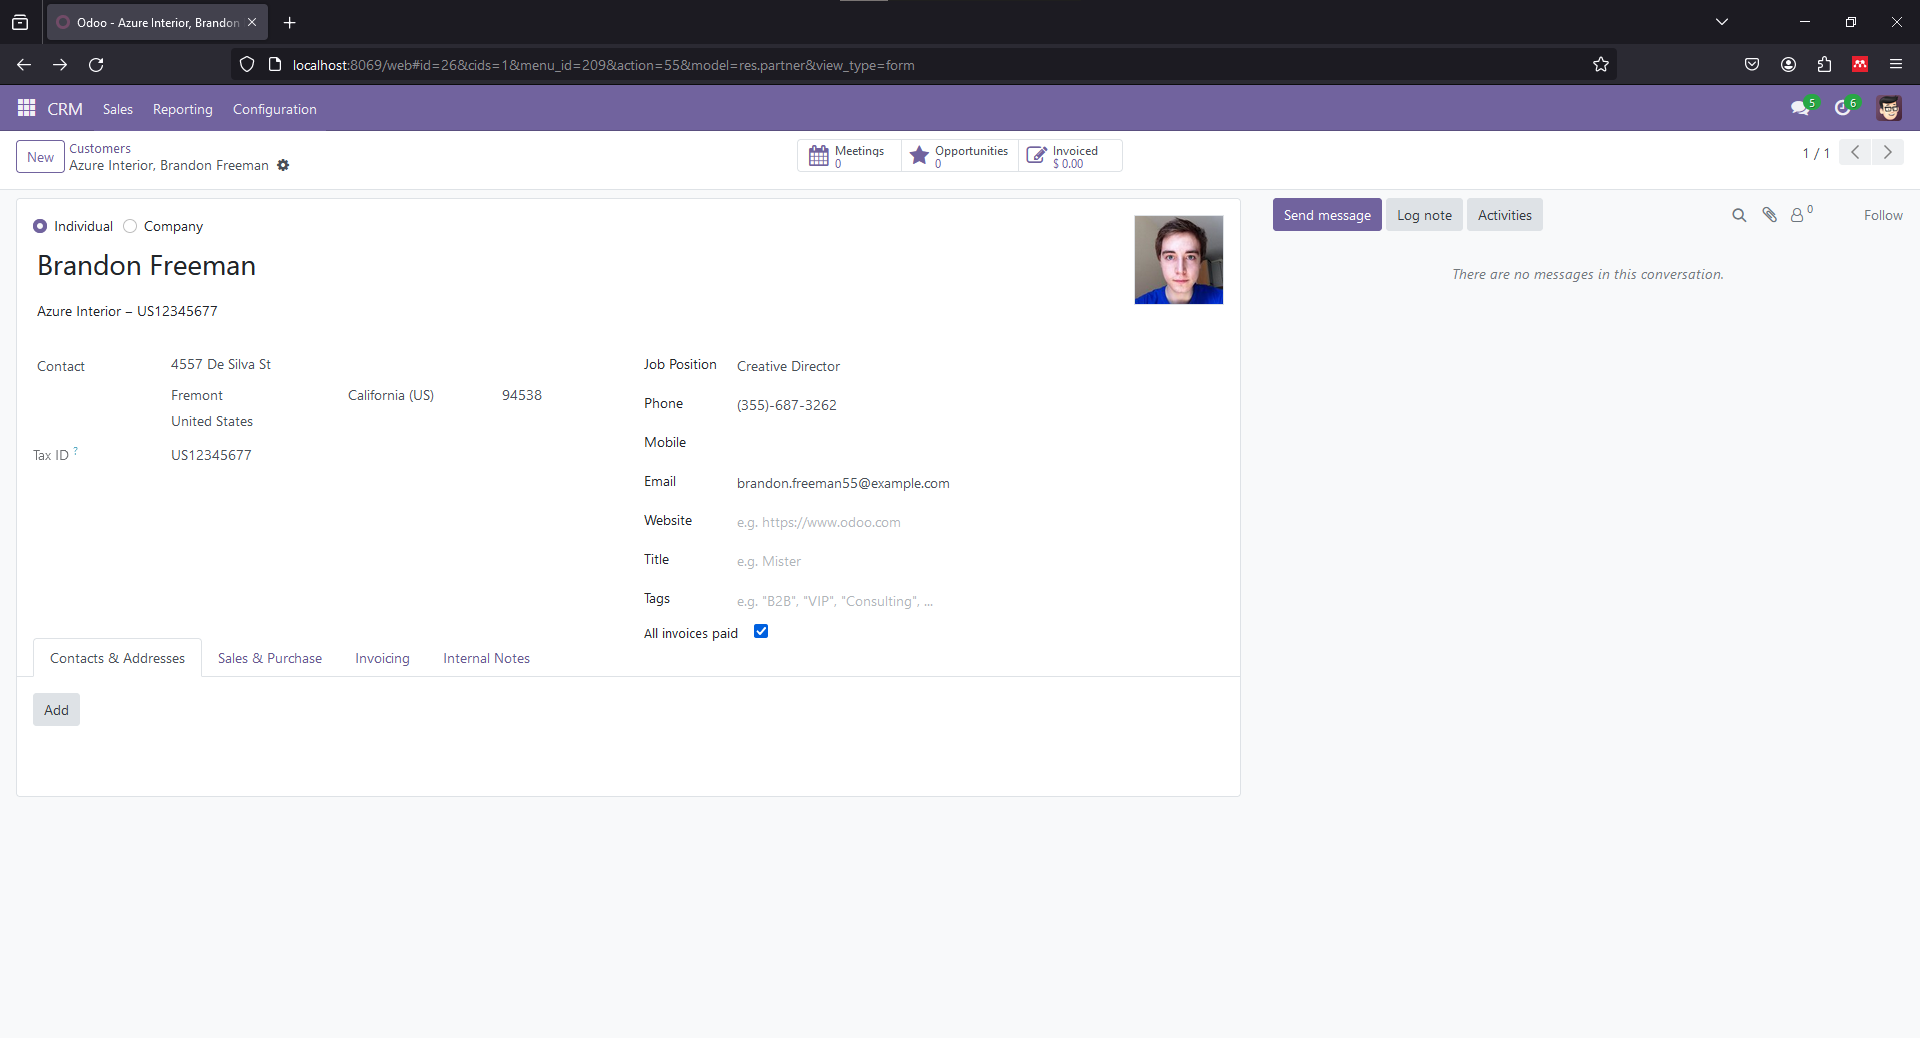 Odoo - Azure Interior, Brandon
localhost:8069/web#id=26&cids=1&menu_id=209&action=55&model=res.partner&view_type=form
CRM Sales Reporting Configuration 5 6
New Customers
Azure Interior, Brandon Freeman
Meetings
0
Opportunities
0
Invoiced
$ 0.00
1 / 1
Individual Company
Brandon Freeman
Azure Interior – US12345677
Contact 4557 De Silva St
Fremont California (US) 94538
United States
Tax ID ? US12345677
Job Position Creative Director
Phone (355)-687-3262
Mobile
Email brandon.freeman55@example.com
Website e.g. https://www.odoo.com
Title e.g. Mister
Tags e.g. "B2B", "VIP", "Consulting", ...
All invoices paid
Contacts & Addresses Sales & Purchase Invoicing Internal Notes
Add
Send message Log note Activities 0 Follow
There are no messages in this conversation.